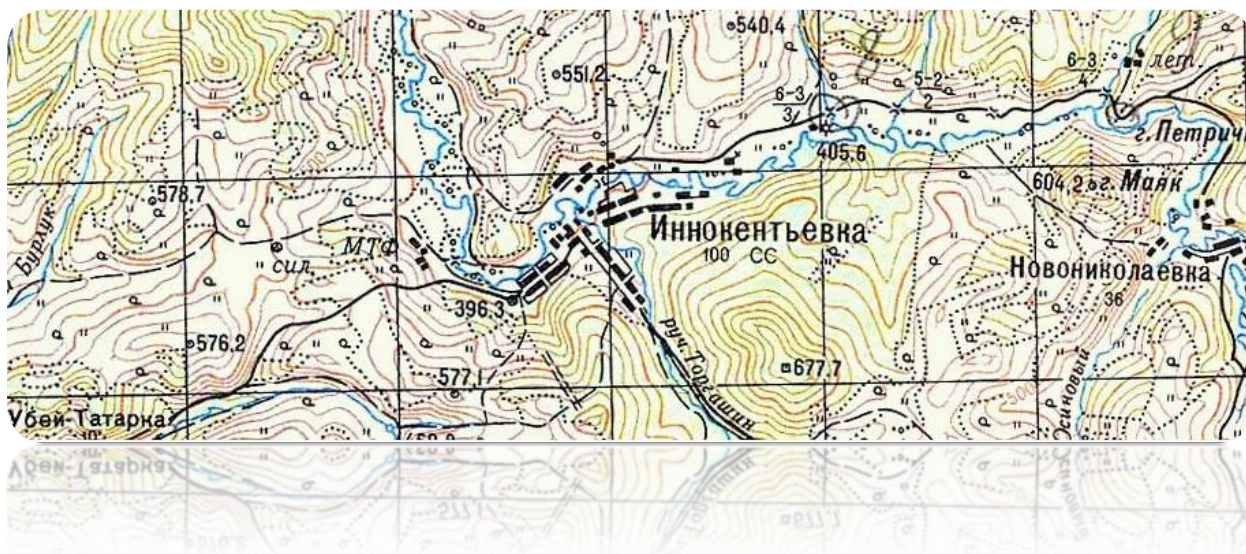 540,4
6-3
4
лет.
551,2
5-2
2
6-3
3
г. Петрич
405,6
604,2 г. Маяк
578,7
Бурлук
Иннокентьевка
100 СС
МТФ
сил.
Новониколаевка
36
396,3
руч. Торгашин
576,2
677,7
577,1
Осиновый
500
Убей-Татарка